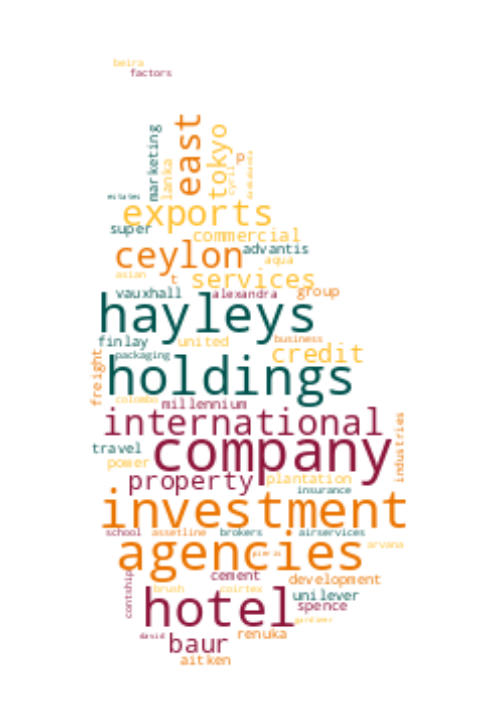 beira
factors
east
tokyo
marketing
lanka
p
cyril
estates
exports
super
commercial
ceylon
advantis
aqua
asian
t
services
vauxhall
alexandra
group
hayleys
finlay
united
business
packaging
credit
freight
holdings
colombo
millennium
international
industries
travel
company
power
property
plantation
insurance
investment
school
assetline
brokers
airservices
agencies
arvana
pieris
contship
cement
development
brush
coirtex
unilever
hotel
spence
gardiner
david
baur
renuka
aitken